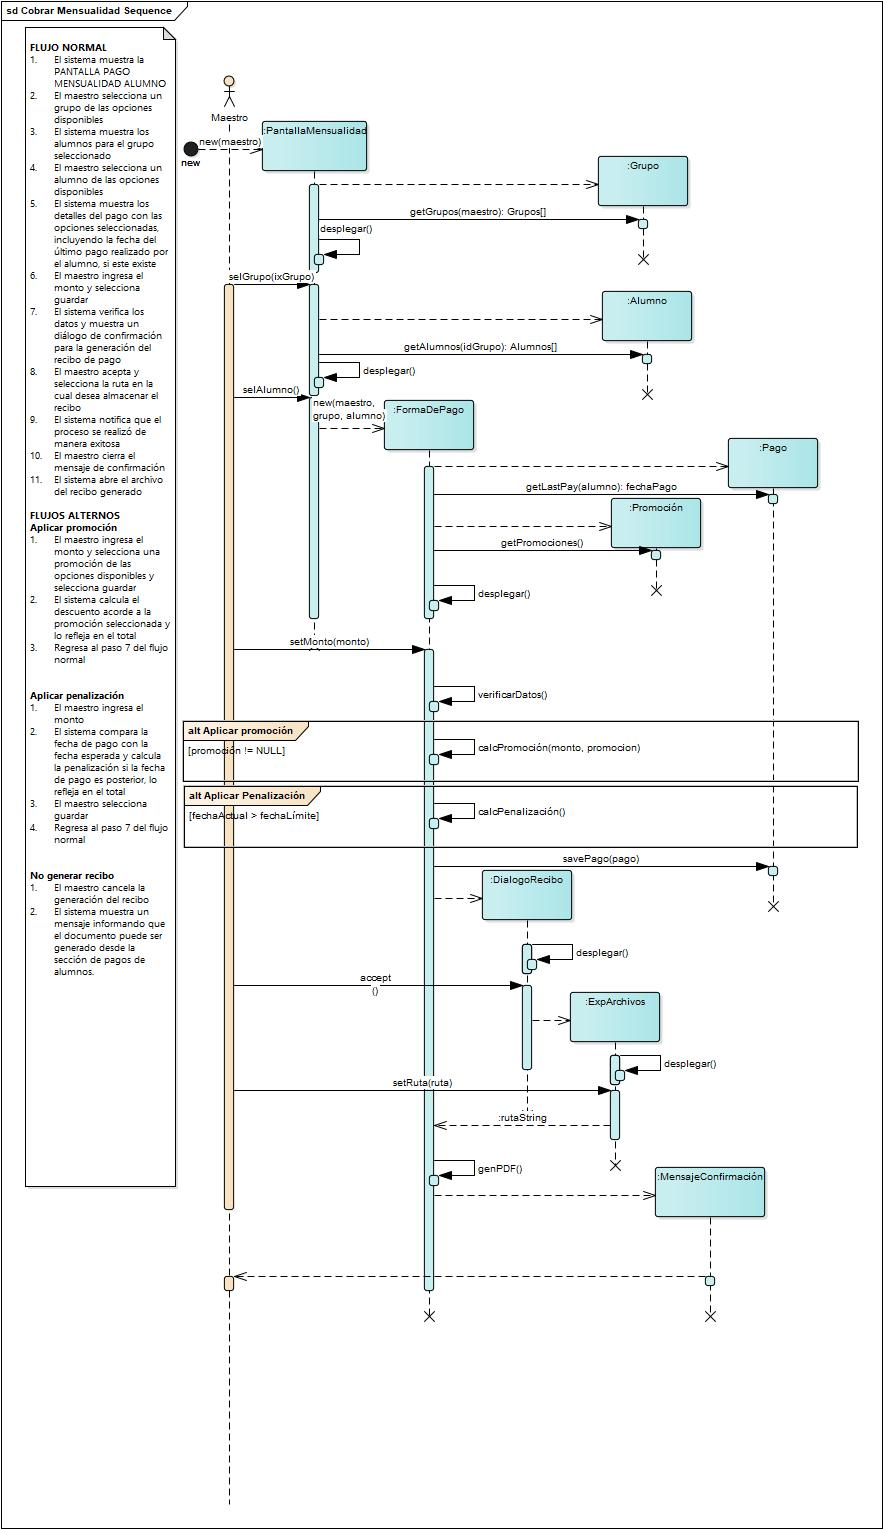 sd Cobrar Mensualidad Sequence
FLUJO NORMAL
1. El sistema muestra la
PANTALLA PAGO
MENSUALIDAD ALUMNO
2. El maestro selecciona un
grupo de las opciones
disponibles
3. El sistema muestra los
alumnos para el grupo
seleccionado
4. El maestro selecciona un
alumno de las opciones
disponibles
5. El sistema muestra los
detalles del pago con las
opciones seleccionadas,
incluyendo la fecha del
último pago realizado por
el alumno, si este existe
6. El maestro ingresa el
monto y selecciona
guardar
7. El sistema verifica los
datos y muestra un
diálogo de confirmación
para la generación del
recibo de pago
8. El maestro acepta y
selecciona la ruta en la
cual desea almacenar el
recibo
9. El sistema notifica que el
proceso se realizó de
manera exitosa
10. El maestro cierra el
mensaje de confirmación
11. El sistema abre el archivo
del recibo generado
FLUJOS ALTERNOS
Aplicar promoción
1. El maestro ingresa el
monto y selecciona una
promoción de las
opciones disponibles y
selecciona guardar
2. El sistema calcula el
descuento acorde a la
promoción seleccionada y
lo refleja en el total
3. Regresa al paso 7 del flujo
normal
Aplicar penalización
1. El maestro ingresa el
monto
2. El sistema compara la
fecha de pago con la
fecha esperada y calcula
la penalización si la fecha
de pago es posterior, lo
refleja en el total
3. El maestro selecciona
guardar
4. Regresa al paso 7 del flujo
normal
No generar recibo
1. El maestro cancela la
generación del recibo
2. El sistema muestra un
mensaje informando que
el documento puede ser
generado desde la
sección de pagos de
alumnos.
Maestro
new
new(maestro)
:PantallaMensualidad
:Grupo
getGrupos(maestro): Grupos[]
desplegar()
selGrupo(ixGrupo)
:Alumno
getAlumnos(idGrupo): Alumnos[]
desplegar()
selAlumno()
new(maestro,
grupo, alumno)
:FormaDePago
:Pago
getLastPay(alumno): fechaPago
:Promoción
getPromociones()
desplegar()
setMonto(monto)
verificarDatos()
alt Aplicar promoción
[promoción != NULL]
calcPromoción(monto, promocion)
alt Aplicar Penalización
[fechaActual > fechaLímite]
calcPenalización()
savePago(pago)
:DialogoRecibo
desplegar()
accept
()
:ExpArchivos
desplegar()
setRuta(ruta)
:rutaString
genPDF()
:MensajeConfirmación